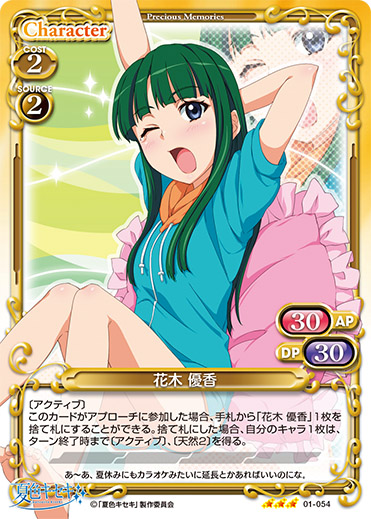 Precious Memories
Character
COST
2
SOURCE
2
30 AP
DP 30
花木 優香
［アクティブ］
このカードがアプローチに参加した場合、手札から「花木 優香」1枚を
捨て札にすることができる。捨て札にした場合、自分のキャラ1枚は、
ターン終了時まで［アクティブ］、［天然2］を得る。
あ〜あ、夏休みにもカラオケみたいに延長とかあればいいのにな。
夏色キセキ
©「夏色キセキ」製作委員会
★★★ 01-054